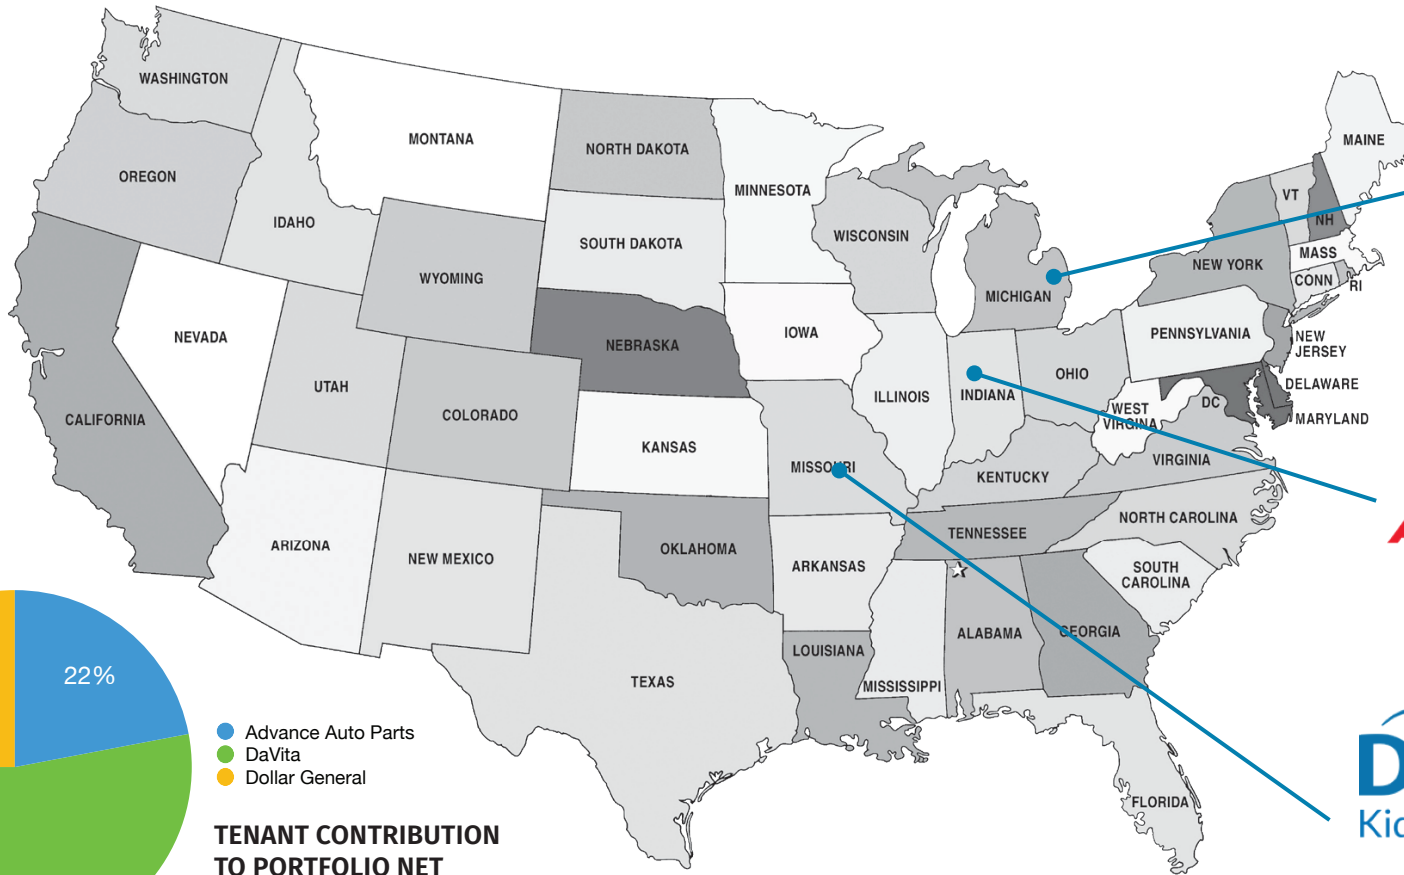 WASHINGTON
MONTANA
NORTH DAKOTA
MINNESOTA
MAINE
OREGON
IDAHO
SOUTH DAKOTA
WISCONSIN
VT
NH
WYOMING
MICHIGAN
NEW YORK
MASS
CONN
RI
NEVADA
NEBRASKA
IOWA
PENNSYLVANIA
NEW
JERSEY
UTAH
COLORADO
ILLINOIS
INDIANA
OHIO
DELAWARE
CALIFORNIA
KANSAS
MISSOURI
WEST
VIRGINA
DC
MARYLAND
KENTUCKY
VIRGINIA
ARIZONA
NEW MEXICO
OKLAHOMA
ARKANSAS
TENNESSEE
NORTH CAROLINA
SOUTH
CAROLINA
TEXAS
LOUISIANA
MISSISSIPPI
ALABAMA
GEORGIA
FLORIDA
22%
Advance Auto Parts
DaVita
Dollar General
TENANT CONTRIBUTION
TO PORTFOLIO NET
D
Kid